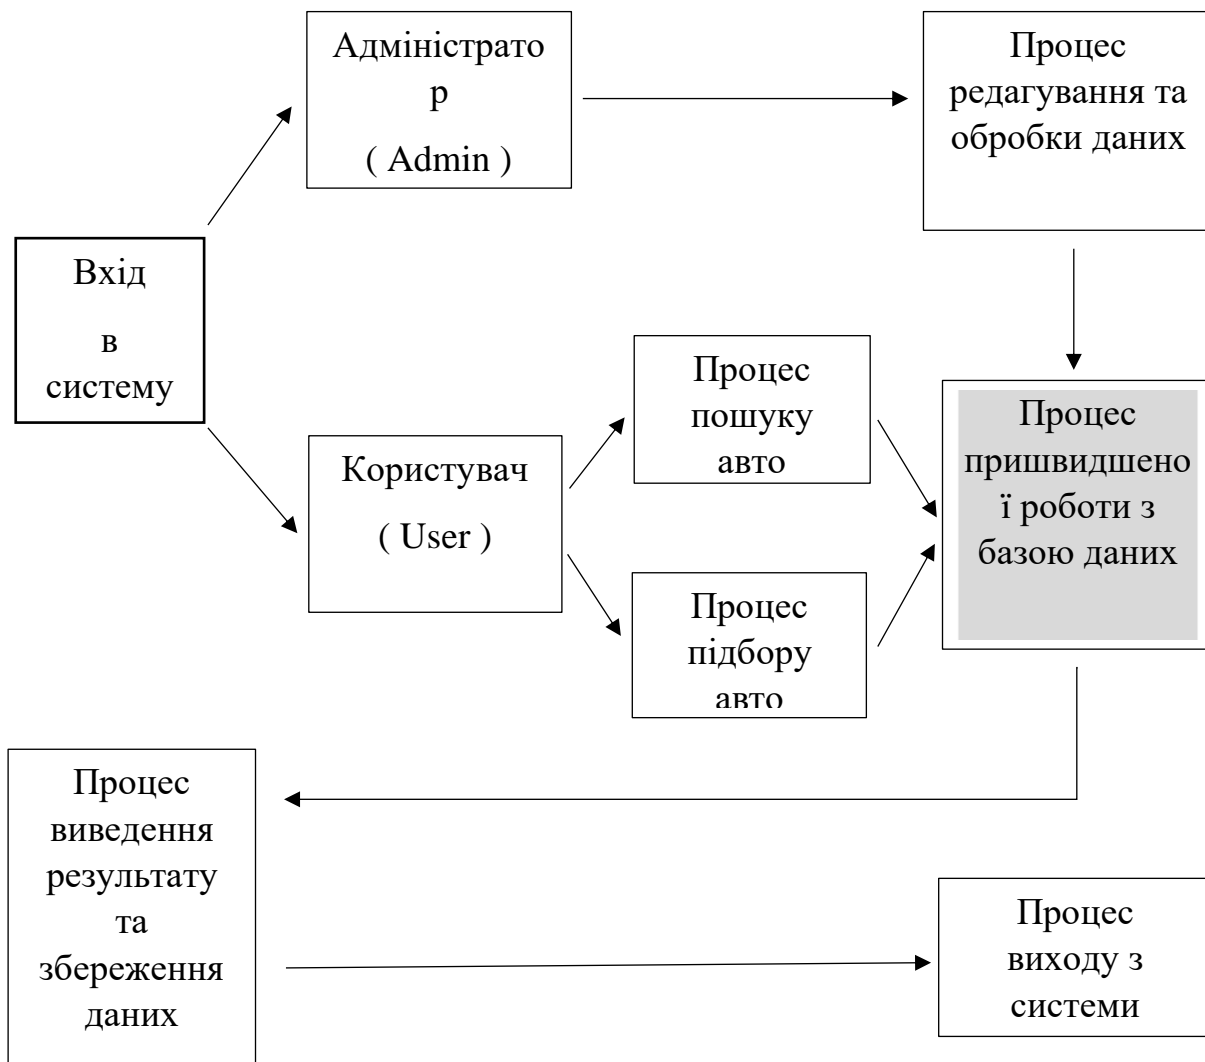 Адміністрато
р
( Admin )
Процес
редагування та
обробки даних
Вхід
в
систему
Користувач
( User )
Процес
пошуку
авто
Процес
підбору
авто
Процес
пришвидшено
ї роботи з
базою даних
Процес
виведення
результату
та
збереження
даних
Процес
виходу з
системи